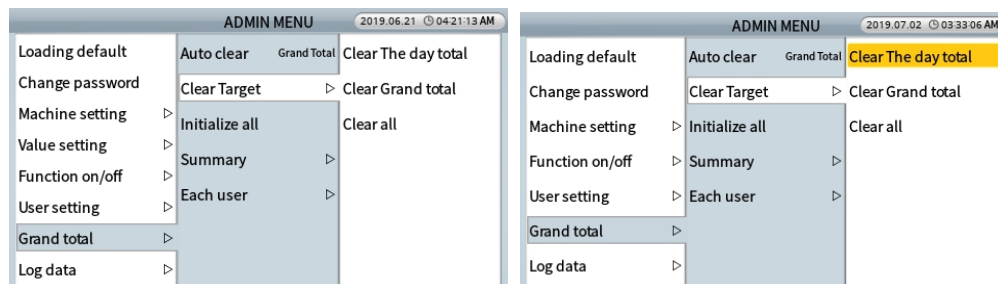 ADMIN MENU 2019.06.21 04:21:13 AM
Loading default
Change password
Machine setting
Value setting
Function on/off
User setting
Grand total
Log data
Auto clear Grand Total
Clear Target
Initialize all
Summary
Each user
Clear The day total
Clear Grand total
Clear all
ADMIN MENU 2019.07.02 03:33:06 AM
Loading default
Change password
Machine setting
Function on/off
User setting
Grand total
Log data
Auto clear Grand Total
Clear Target
Initialize all
Summary
Each user
Clear The day total
Clear Grand total
Clear all